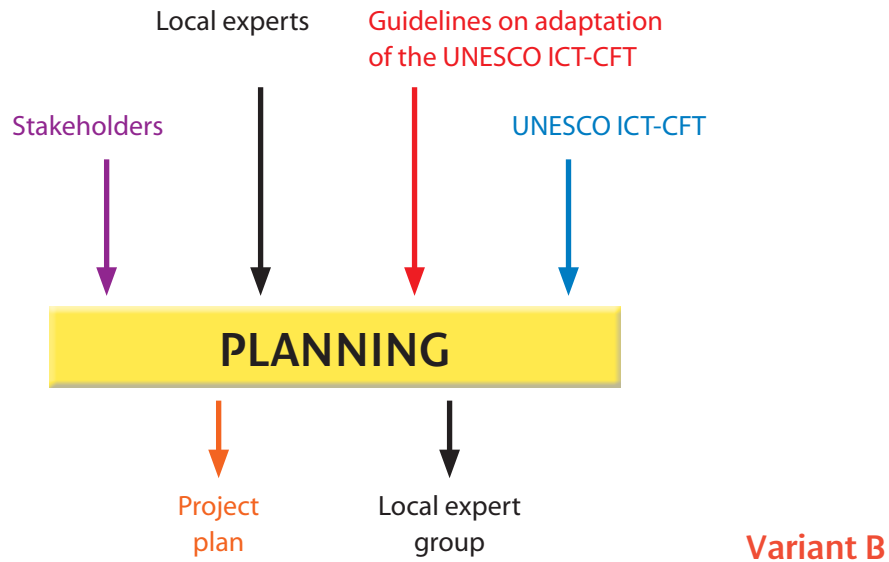 Local experts
Guidelines on adaptation
of the UNESCO ICT-CFT
Stakeholders
UNESCO ICT-CFT
PLANNING
Project
plan
Local expert
group
Variant B